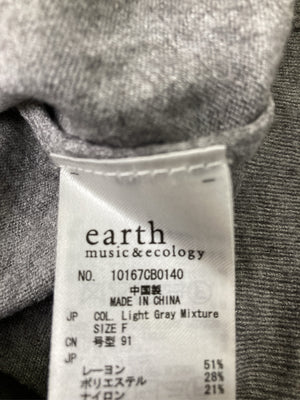 earth
music&ecology
NO. 10167CB0140
中国製
MADE IN CHINA
JP COL. Light Gray Mixture
SIZE F
CN 号型 91
JP
レーヨン 51%
ポリエステル 28%
ナイロン 21%